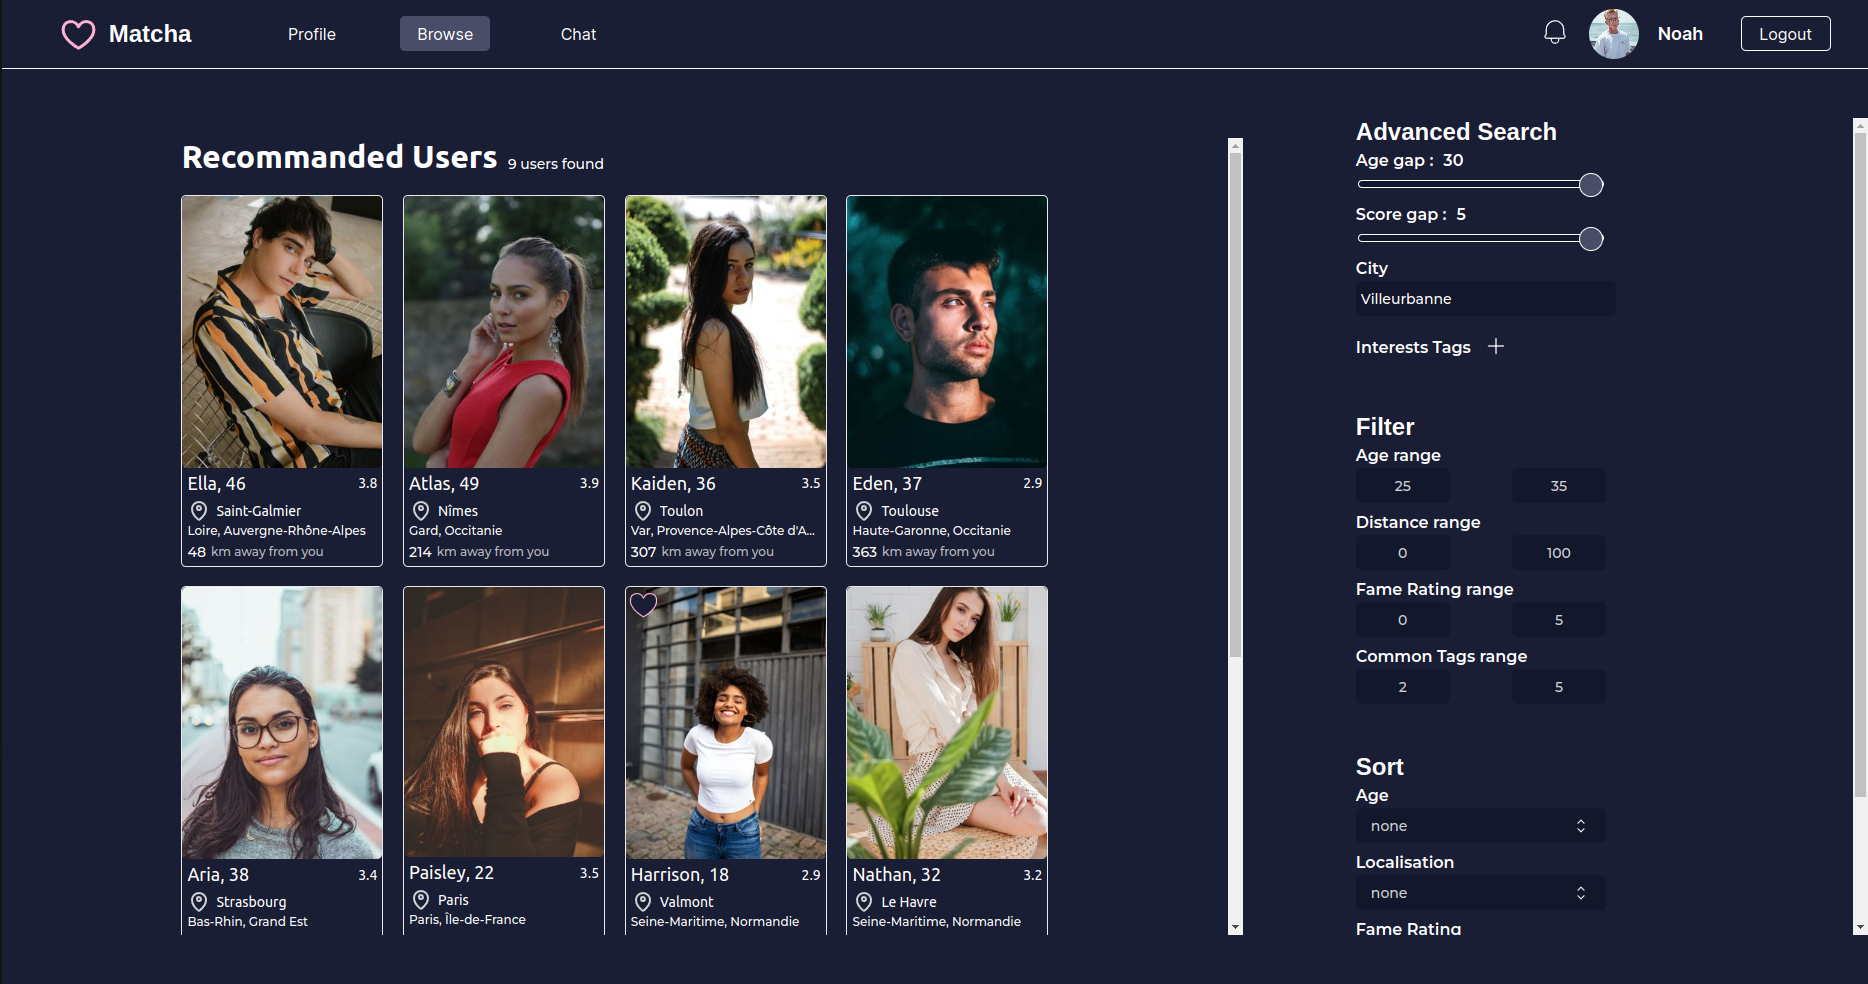 Matcha
Profile
Browse
Chat
Noah
Logout
Recommanded Users 9 users found
Ella, 46 3.8
Saint-Galmier
Loire, Auvergne-Rhône-Alpes
48 km away from you
Atlas, 49 3.9
Nîmes
Gard, Occitanie
214 km away from you
Kaiden, 36 3.5
Toulon
Var, Provence-Alpes-Côte d'A...
307 km away from you
Eden, 37 2.9
Toulouse
Haute-Garonne, Occitanie
363 km away from you
Aria, 38 3.4
Strasbourg
Bas-Rhin, Grand Est
Paisley, 22 3.5
Paris
Paris, Île-de-France
Harrison, 18 2.9
Valmont
Seine-Maritime, Normandie
Nathan, 32 3.2
Le Havre
Seine-Maritime, Normandie
Advanced Search
Age gap : 30
Score gap : 5
City
Villeurbanne
Interests Tags
Filter
Age range
25 35
Distance range
0 100
Fame Rating range
0 5
Common Tags range
2 5
Sort
Age
none
Localisation
none
Fame Rating